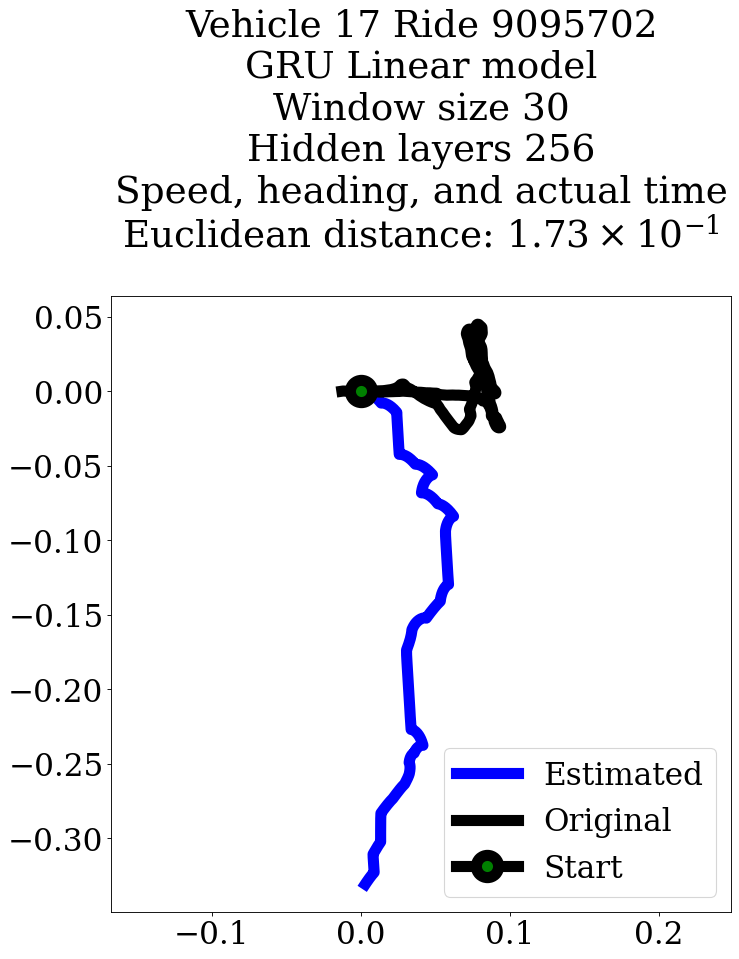 Vehicle 17 Ride 9095702
GRU Linear model
Window size 30
Hidden layers 256
Speed, heading, and actual time
Euclidean distance: 1.73 × 10⁻¹
0.05
0.00
−0.05
−0.10
−0.15
−0.20
−0.25
−0.30
Estimated
Original
Start
−0.1 0.0 0.1 0.2